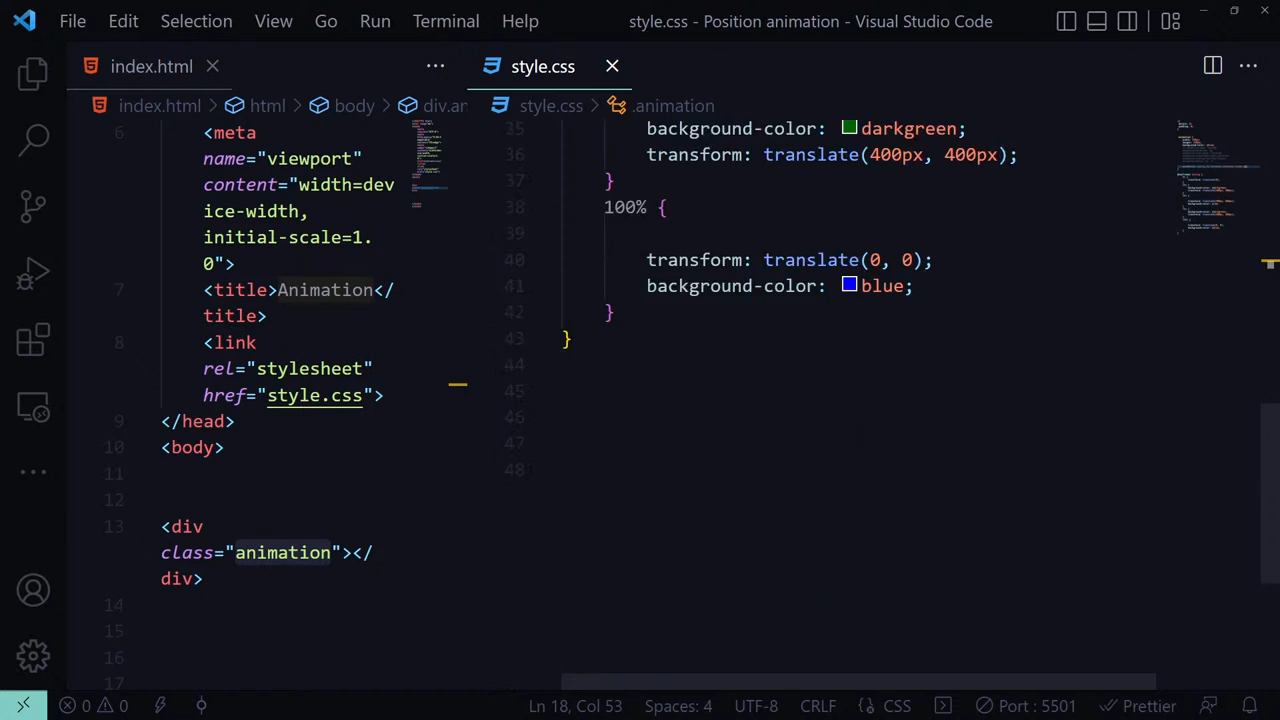 File Edit Selection View Go Run Terminal Help style.css - Position animation - Visual Studio Code
index.html
style.css
index.html > html > body > div.ar
style.css > .animation
6 <meta
name="viewport"
content="width=dev
ice-width,
initial-scale=1.
0">
7 <title>Animation</
title>
8 <link
rel="stylesheet"
href="style.css">
9 </head>
10 <body>
11
12
13 <div
class="animation"></
div>
14
15
16
17
35 background-color: darkgreen;
36 transform: translate(400px, 400px);
37 }
38 100% {
39
40 transform: translate(0, 0);
41 background-color: blue;
42 }
43 }
44
45
46
47
48
0 0 Ln 18, Col 53 Spaces: 4 UTF-8 CRLF CSS Port : 5501 Prettier